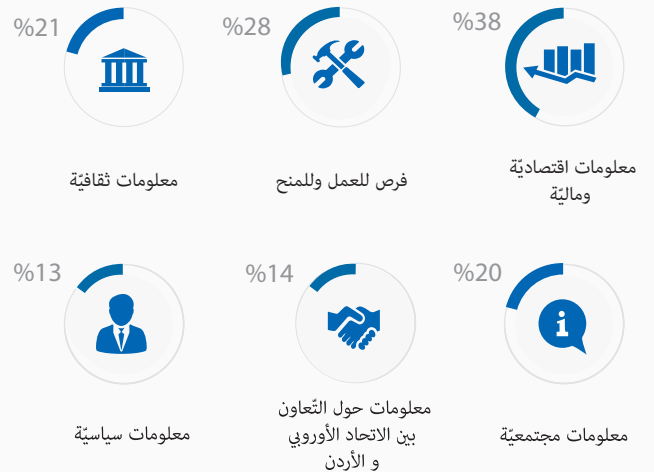 %38
معلومات اقتصاديّة
وماليّة
%28
فرص للعمل وللمنح
%21
معلومات ثقافيّة
%20
معلومات مجتمعيّة
%14
معلومات حول التّعاون
بين الاتحاد الأوروبي
و الأردن
%13
معلومات سياسيّة